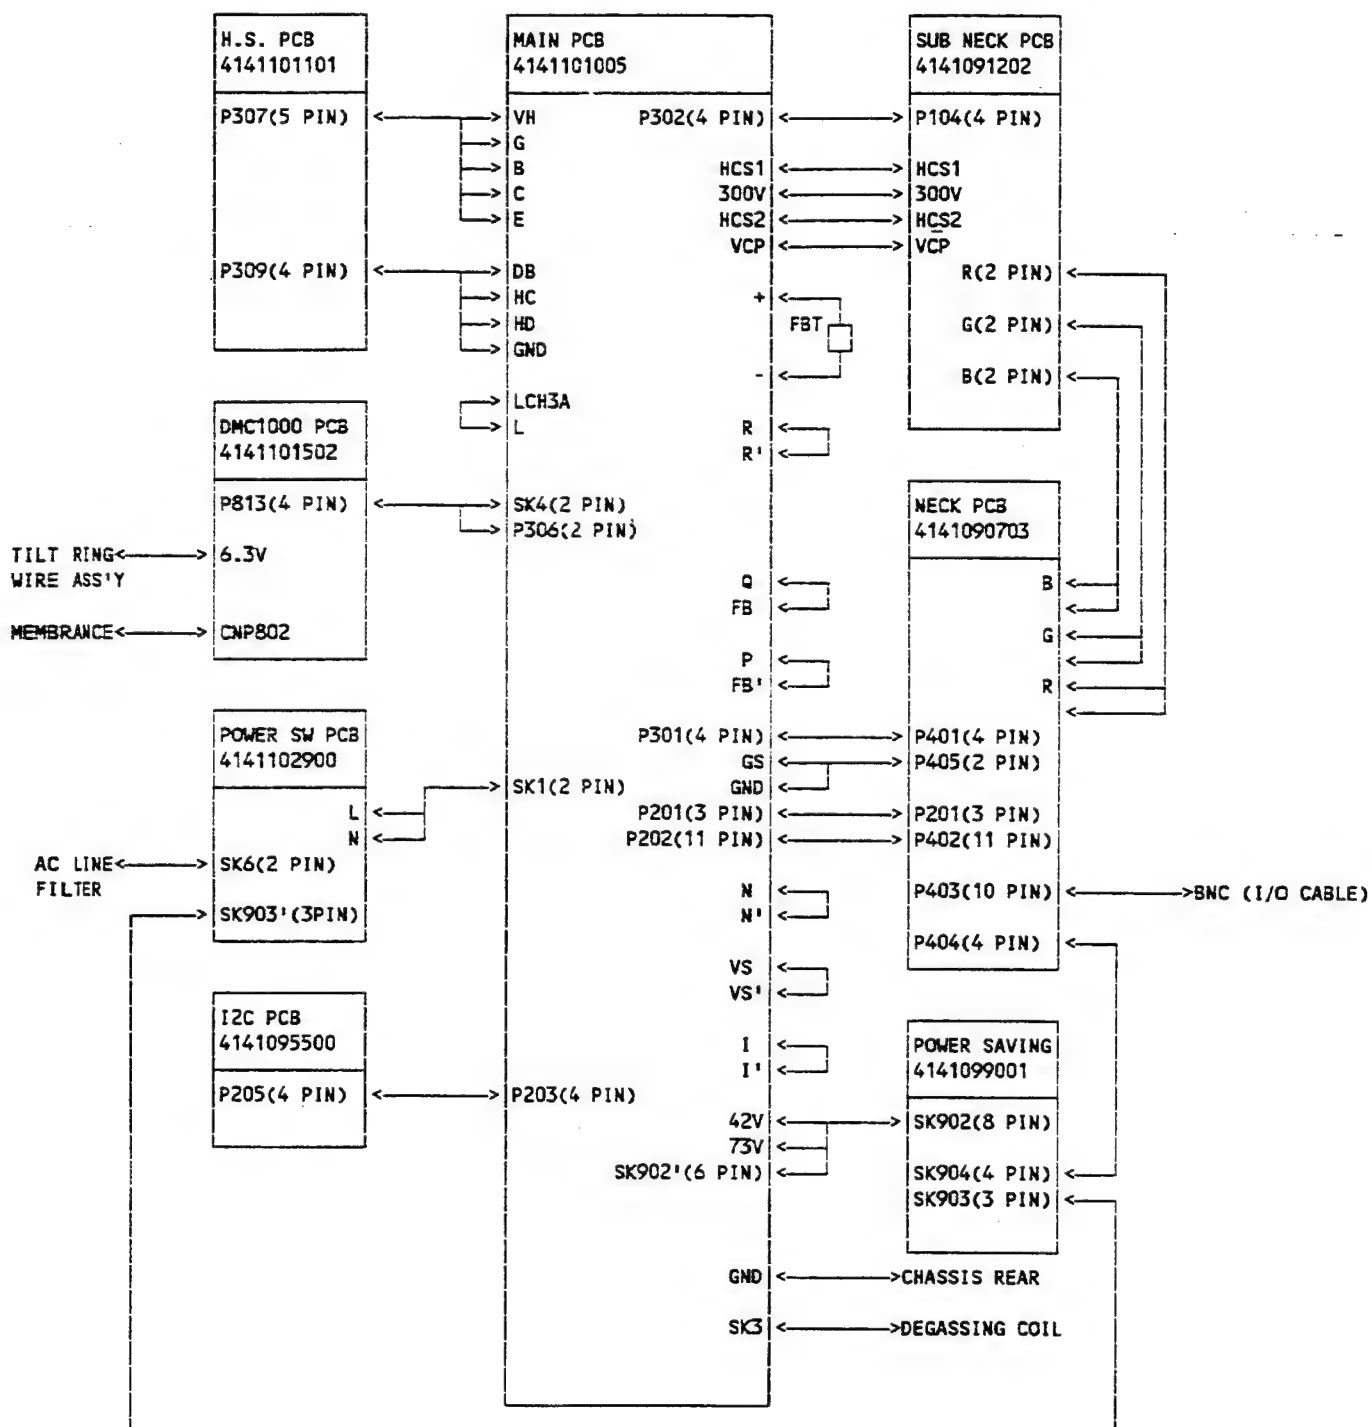 H.S. PCB
4141101101
P307(5 PIN)
P309(4 PIN)
DMC1000 PCB
4141101502
P813(4 PIN)
6.3V
CNP802
TILT RING
WIRE ASS'Y
MEMBRANCE
POWER SW PCB
4141102900
L
N
SK6(2 PIN)
SK903'(3PIN)
AC LINE
FILTER
I2C PCB
4141095500
P205(4 PIN)
MAIN PCB
4141101005
VH
G
B
C
E
DB
HC
HD
GND
LCH3A
L
SK4(2 PIN)
P306(2 PIN)
SK1(2 PIN)
P203(4 PIN)
P302(4 PIN)
HCS1
300V
HCS2
VCP
+
FBT
-
R
R'
Q
FB
P
FB'
P301(4 PIN)
GS
GND
P201(3 PIN)
P202(11 PIN)
N
N'
VS
VS'
I
I'
42V
73V
SK902'(6 PIN)
GND
SK3
SUB NECK PCB
4141091202
P104(4 PIN)
HCS1
300V
HCS2
VCP
R(2 PIN)
G(2 PIN)
B(2 PIN)
NECK PCB
4141090703
B
G
R
P401(4 PIN)
P405(2 PIN)
P201(3 PIN)
P402(11 PIN)
P403(10 PIN)
P404(4 PIN)
BNC (I/O CABLE)
POWER SAVING
4141099001
SK902(8 PIN)
SK904(4 PIN)
SK903(3 PIN)
CHASSIS REAR
DEGASSING COIL